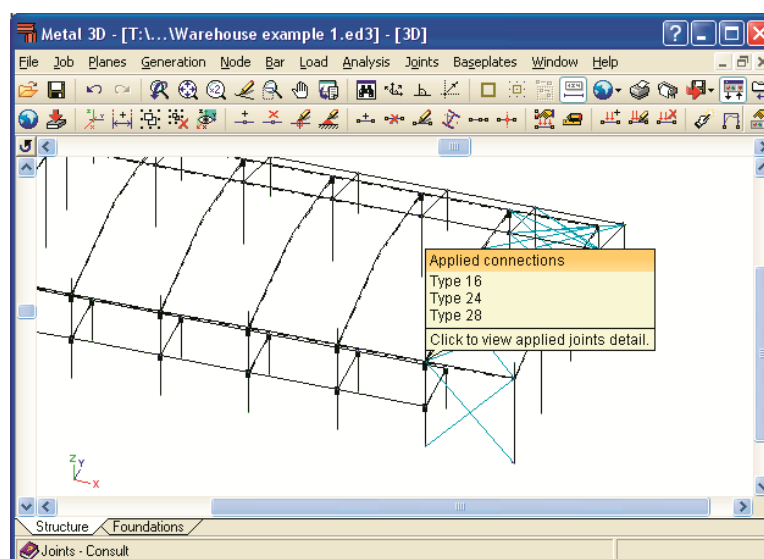 Metal 3D - [T:\...\Warehouse example 1.ed3] - [3D]
File Job Planes Generation Node Bar Load Analysis Joints Baseplates Window Help
Applied connections
Type 16
Type 24
Type 28
Click to view applied joints detail.
Z
Y
X
Structure Foundations
Joints - Consult